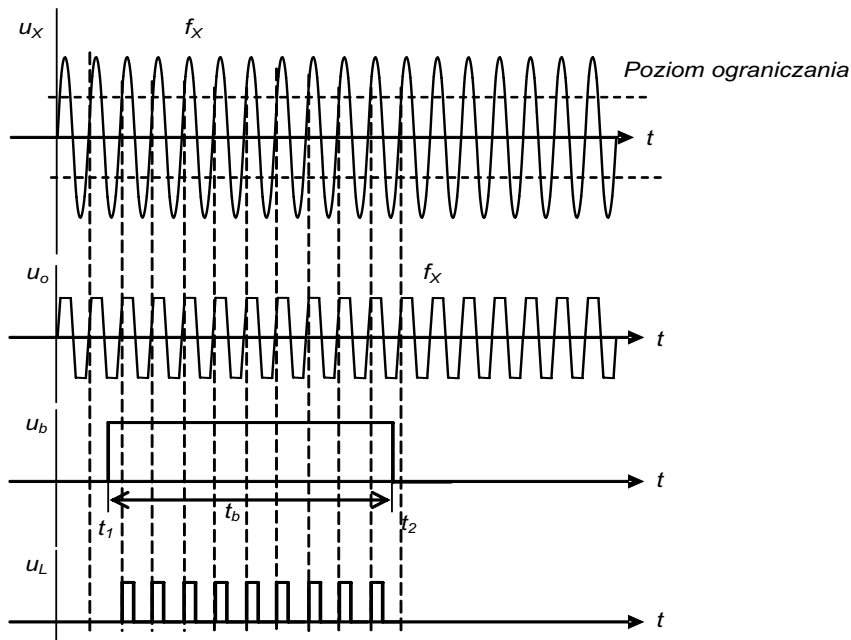 u_X
f_X
Poziom ograniczania
t
u_o
f_X
t
u_b
t
t_1
t_b
t_2
u_L
t